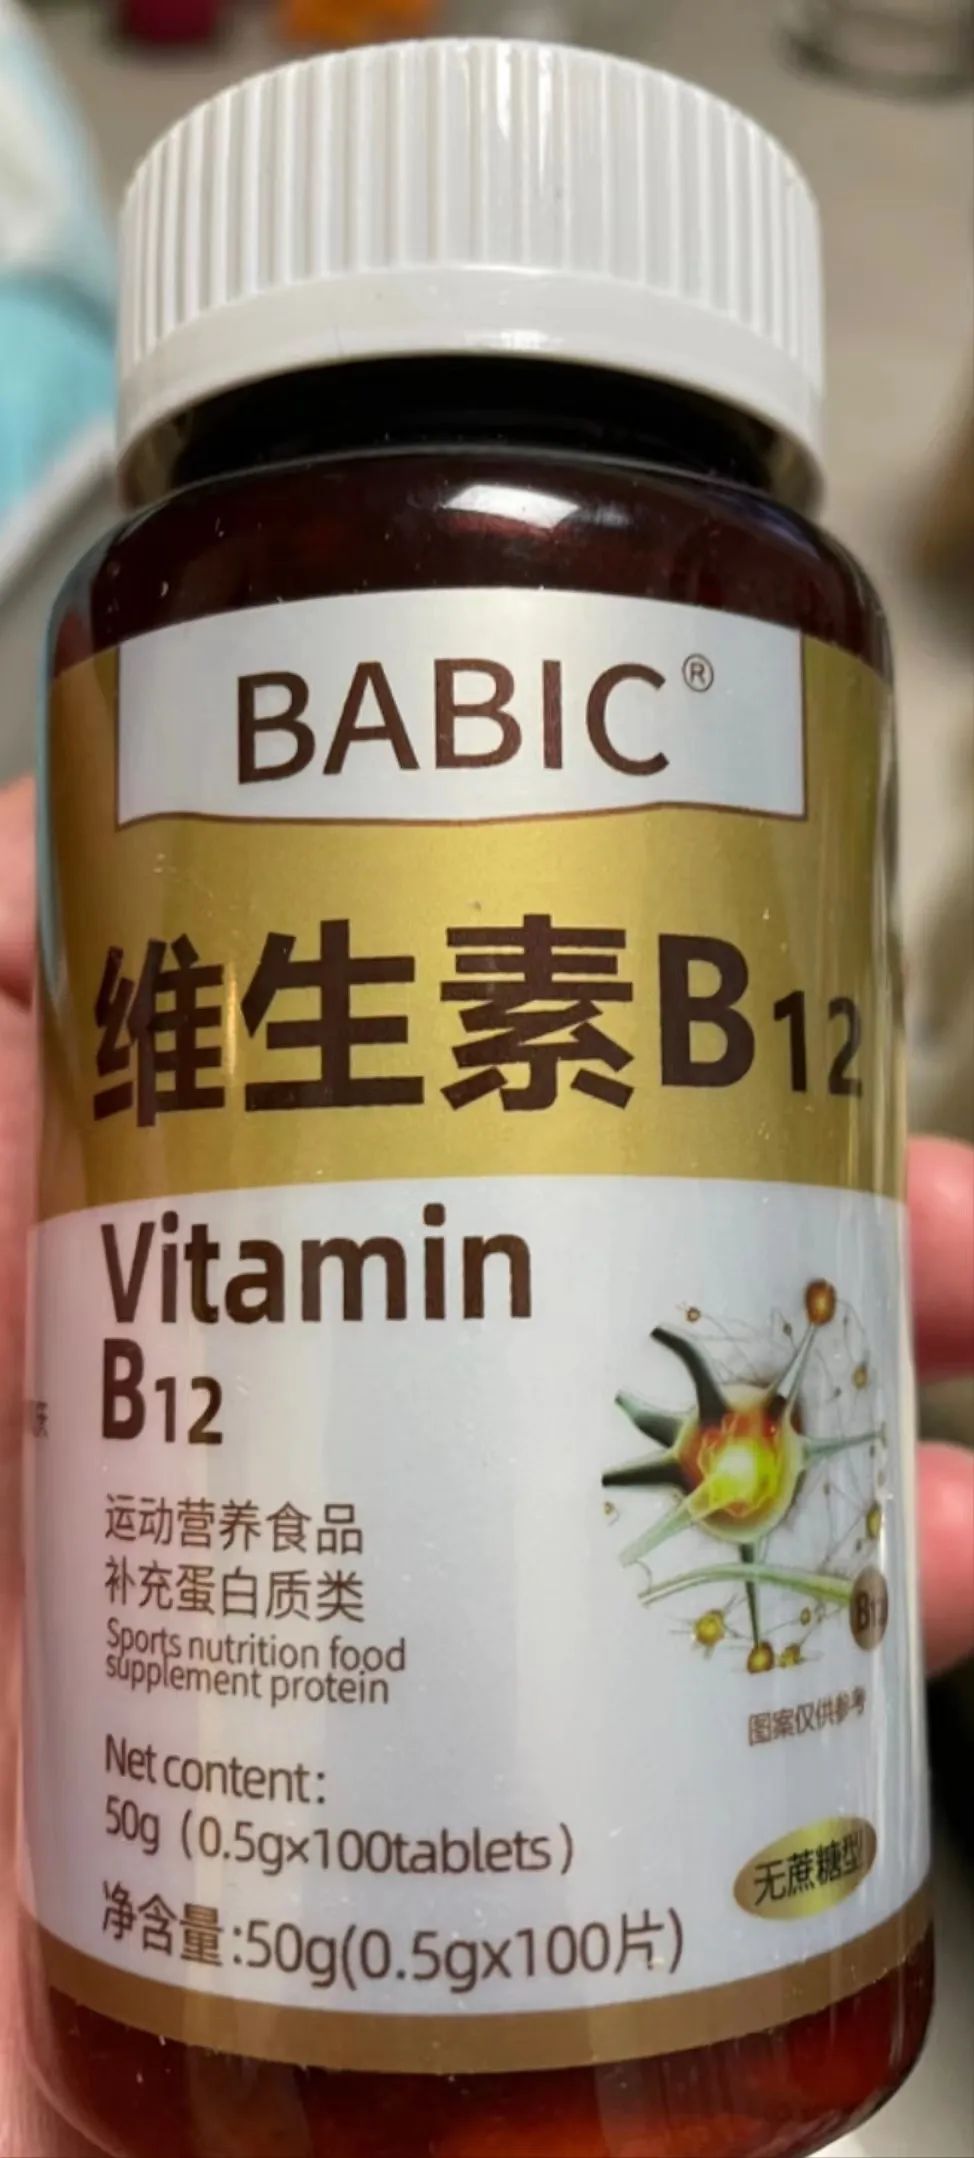 BABIC®
维生素B12
Vitamin
B12
运动营养食品
补充蛋白质类
Sports nutrition food
supplement protein
B12
图案仅供参考
Net content:
50g（0.5g×100tablets）
净含量:50g(0.5gx100片)
无蔗糖型